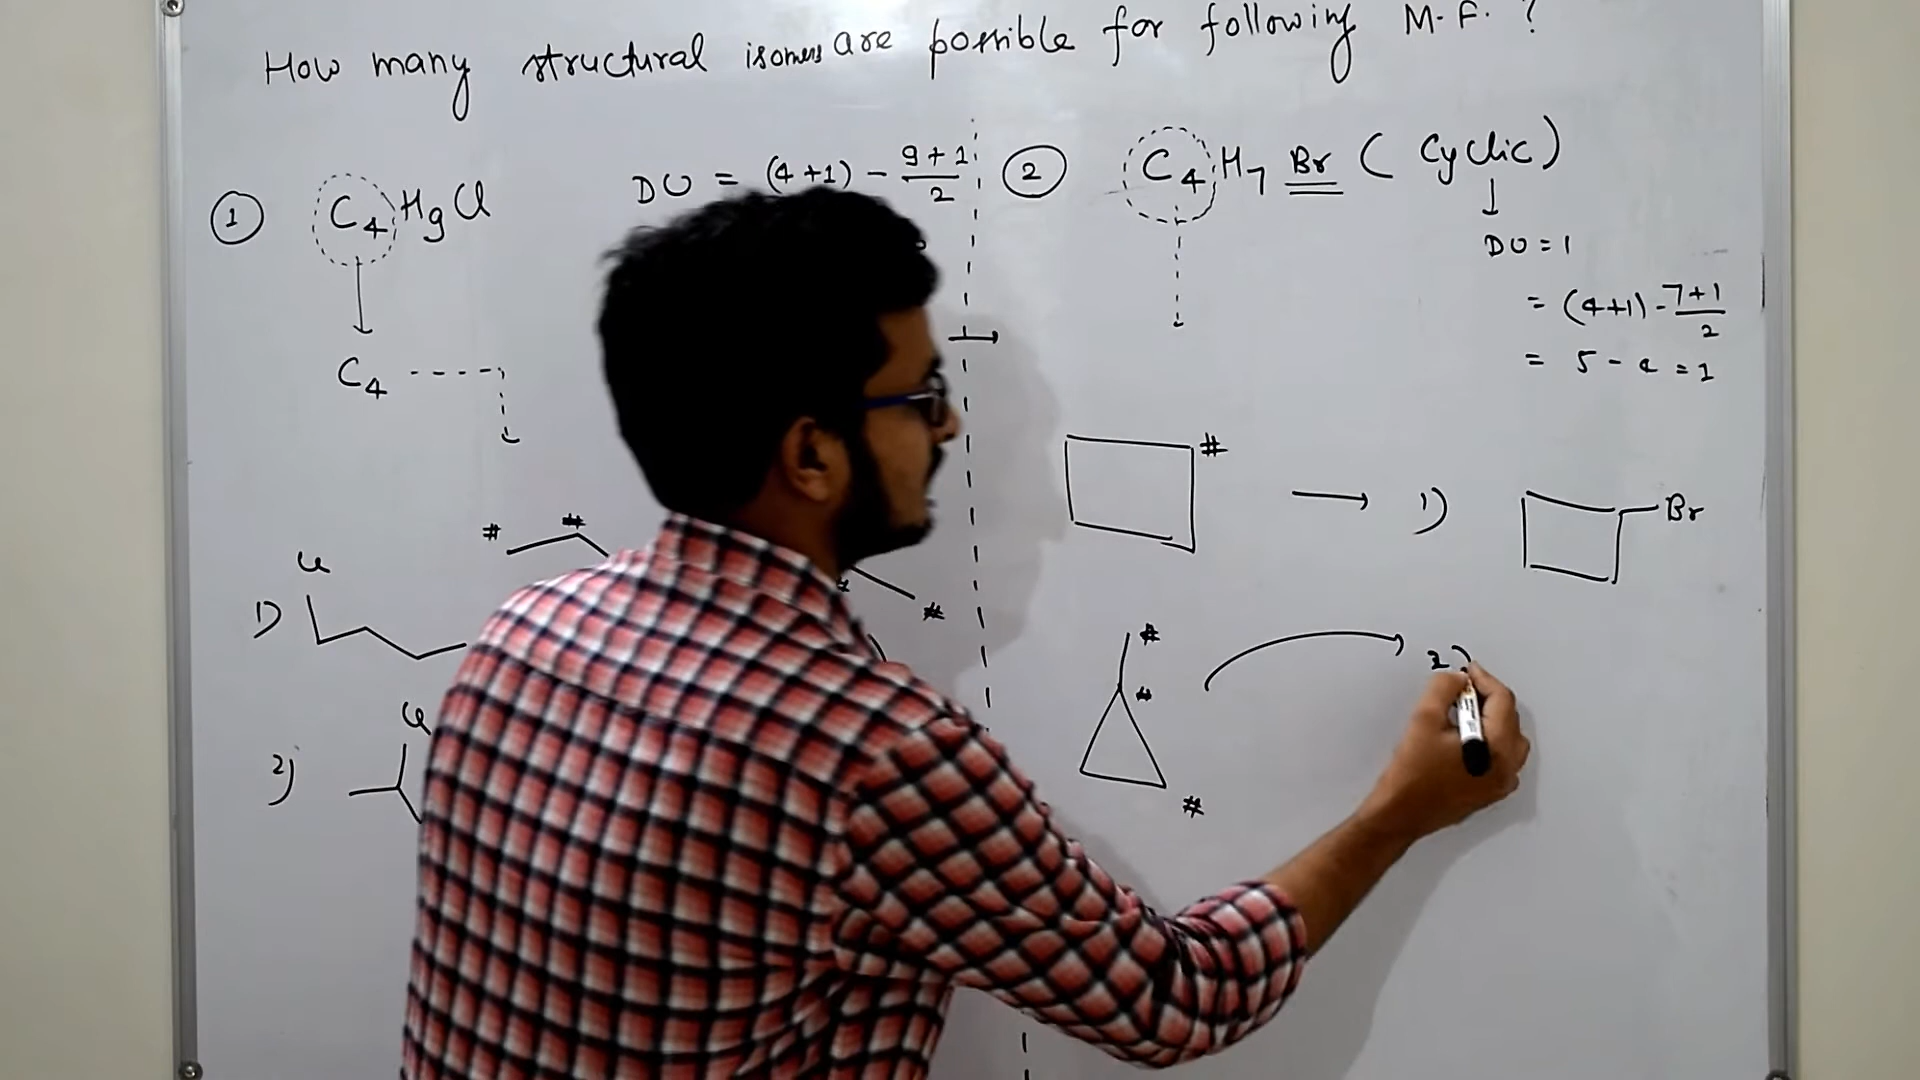 How many structural isomers are possible for following M.F. ?
1 C4H9Cl
DU = (4+1) - 9+1/2
C4
# #
# #
1) Cl
2) Cl
2 C4H7Br (Cyclic)
DU = 1
= (4+1) - 7+1/2
= 5 - 4 = 1
#
1) Br
#
#
#
2)